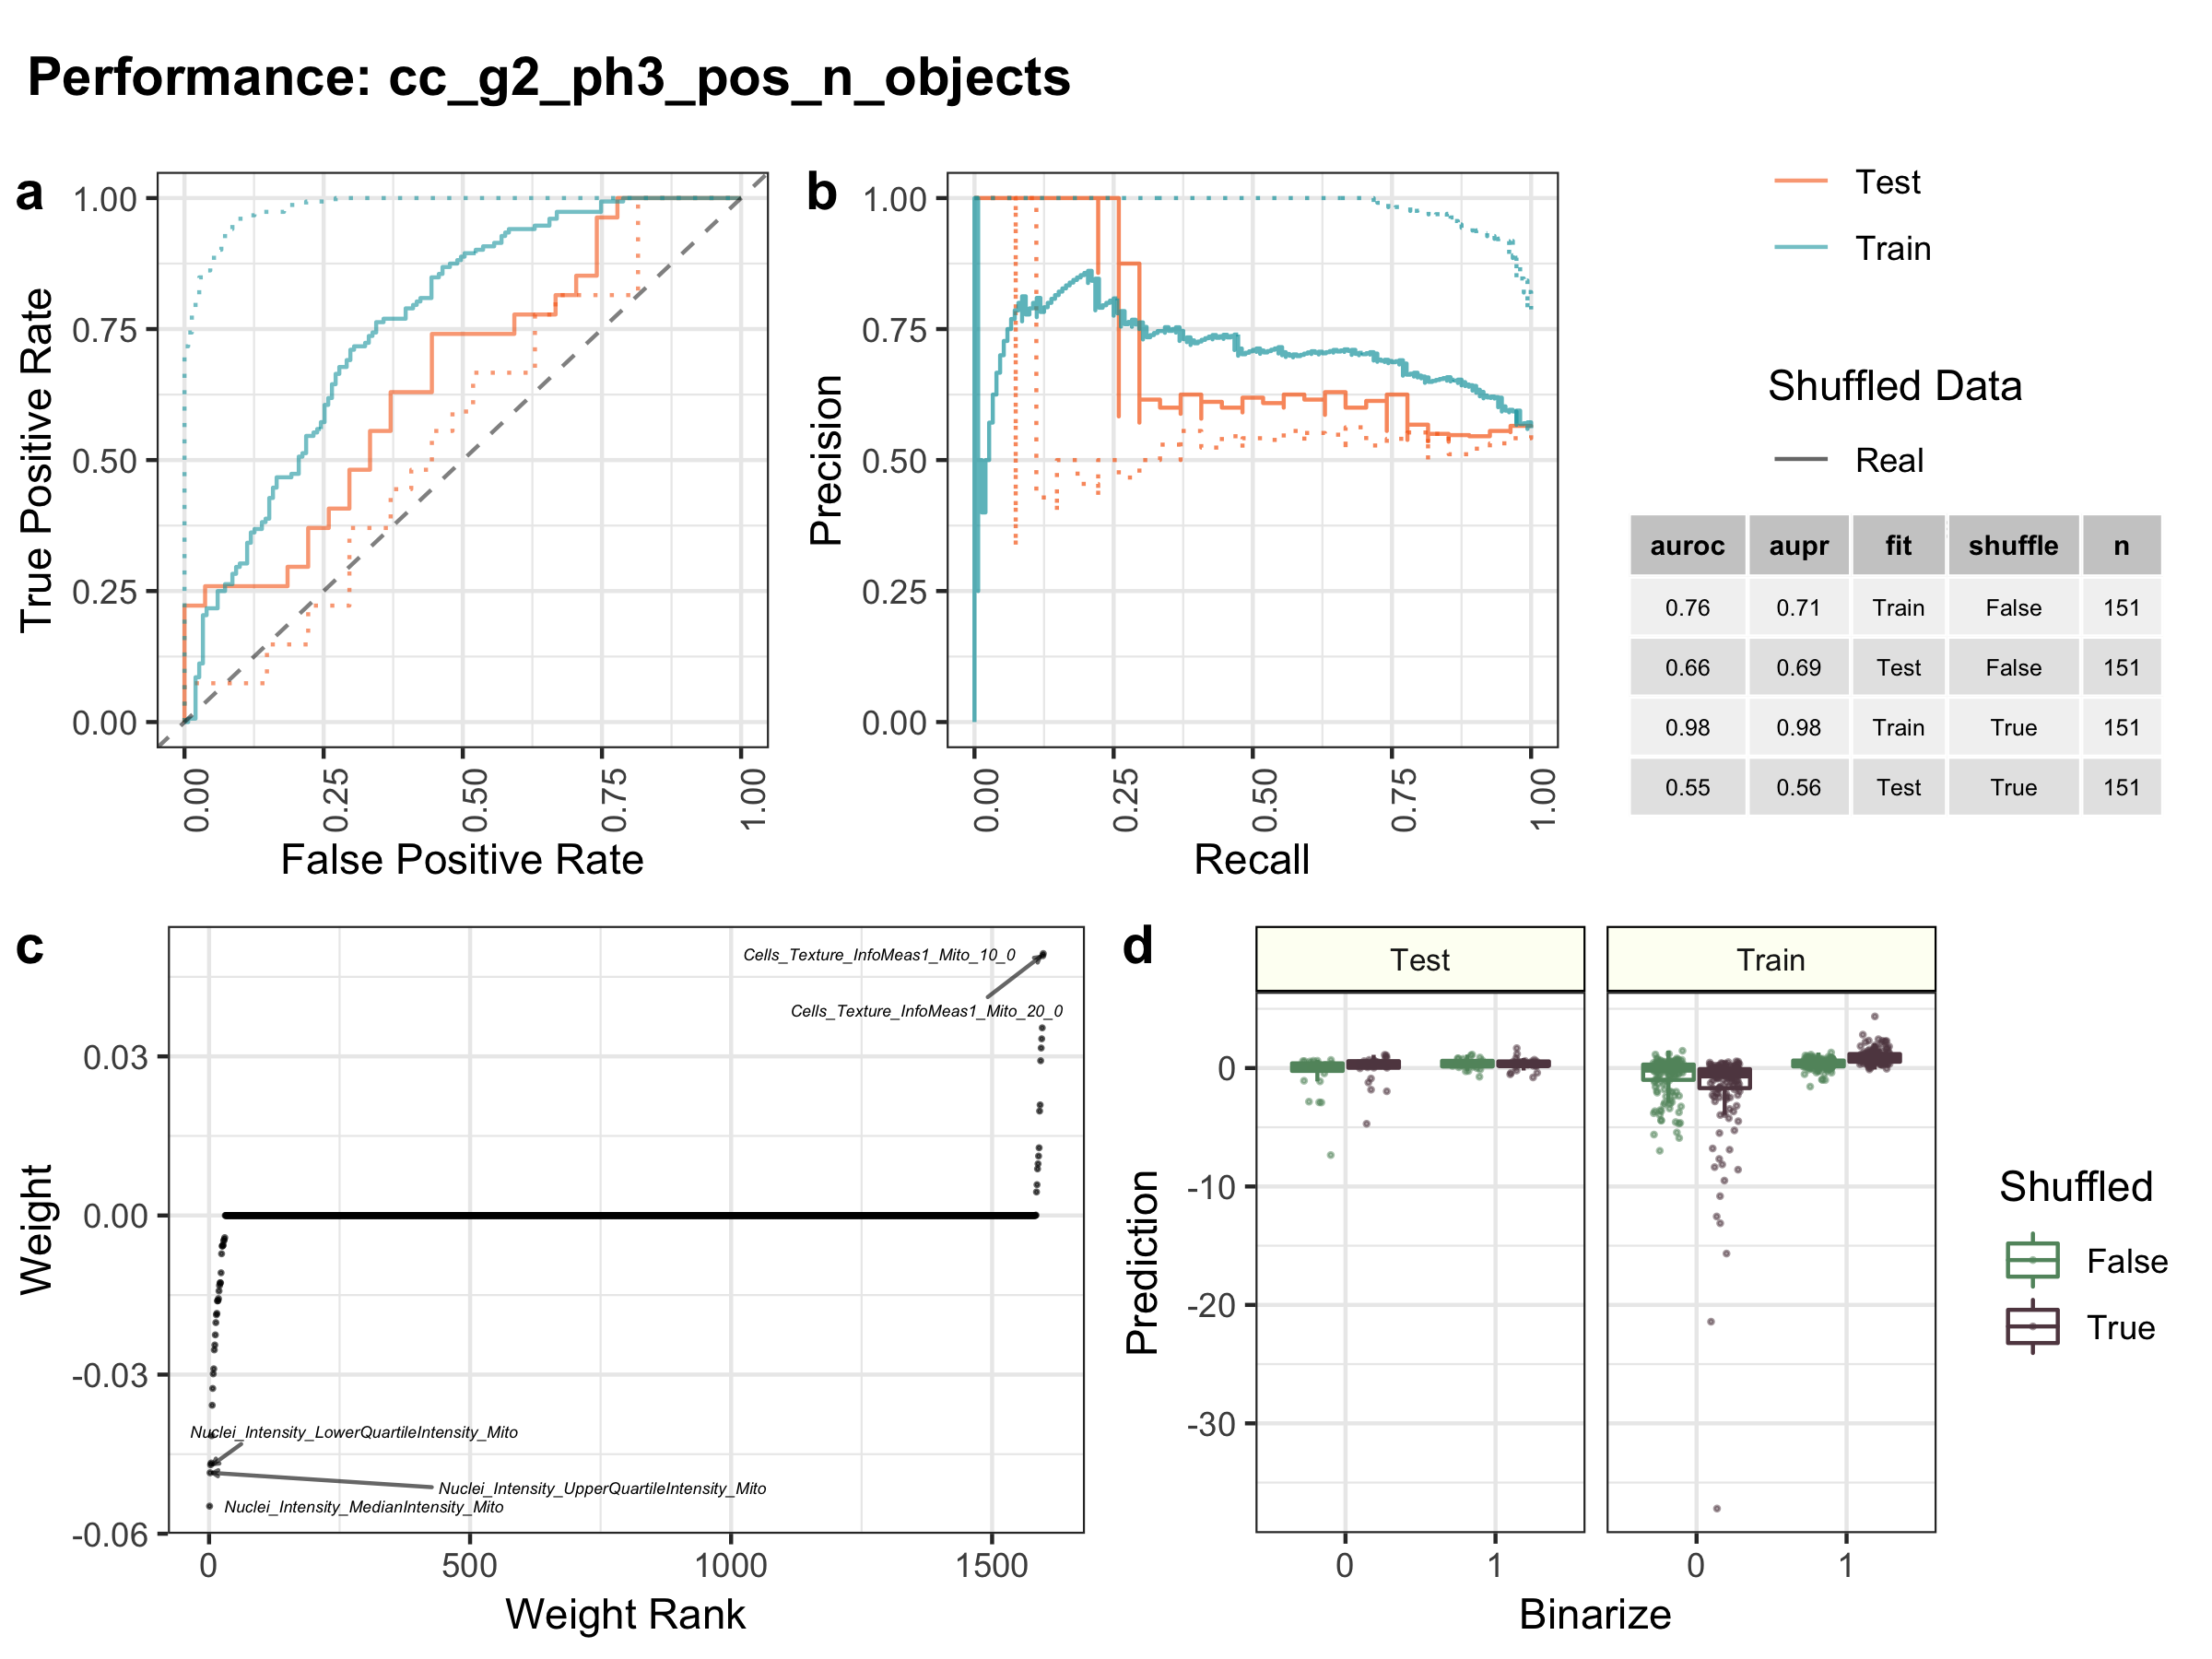 Performance: cc_g2_ph3_pos_n_objects
a
1.00
0.75
0.50
0.25
0.00
True Positive Rate
0.00
0.25
0.50
0.75
1.00
False Positive Rate
b
1.00
0.75
0.50
0.25
0.00
Precision
0.00
0.25
0.50
0.75
1.00
Recall
Test
Train
Shuffled Data
Real
auroc aupr fit shuffle n
0.76 0.71 Train False 151
0.66 0.69 Test False 151
0.98 0.98 Train True 151
0.55 0.56 Test True 151
c
Cells_Texture_InfoMeas1_Mito_10_0
Cells_Texture_InfoMeas1_Mito_20_0
0.03
0.00
-0.03
-0.06
Weight
Nuclei_Intensity_LowerQuartileIntensity_Mito
Nuclei_Intensity_UpperQuartileIntensity_Mito
Nuclei_Intensity_MedianIntensity_Mito
0 500 1000 1500
Weight Rank
d
Test
Train
0
-10
-20
-30
Prediction
0 1
0 1
Binarize
Shuffled
False
True